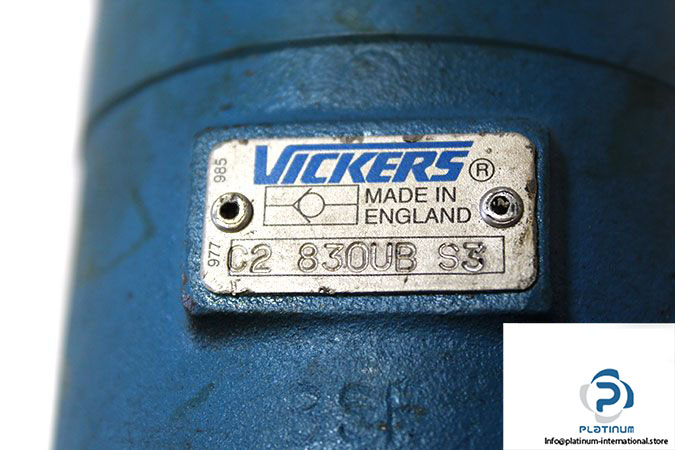 985
VICKERS ®
MADE IN
ENGLAND
977
C2 830UB S3
P
PLATINUM
Info@platinum-international.store